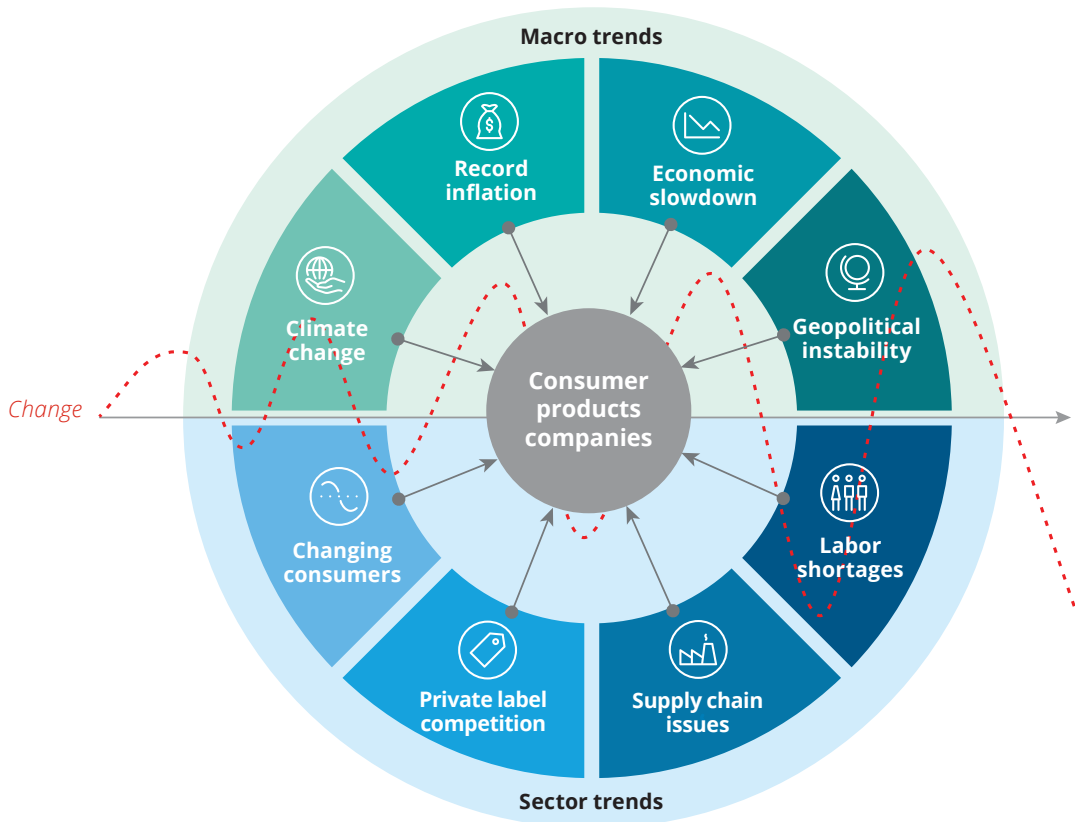 Macro trends
Record
inflation
Economic
slowdown
Climate
change
Geopolitical
instability
Change
Consumer
products
companies
Changing
consumers
Labor
shortages
Private label
competition
Supply chain
issues
Sector trends
$